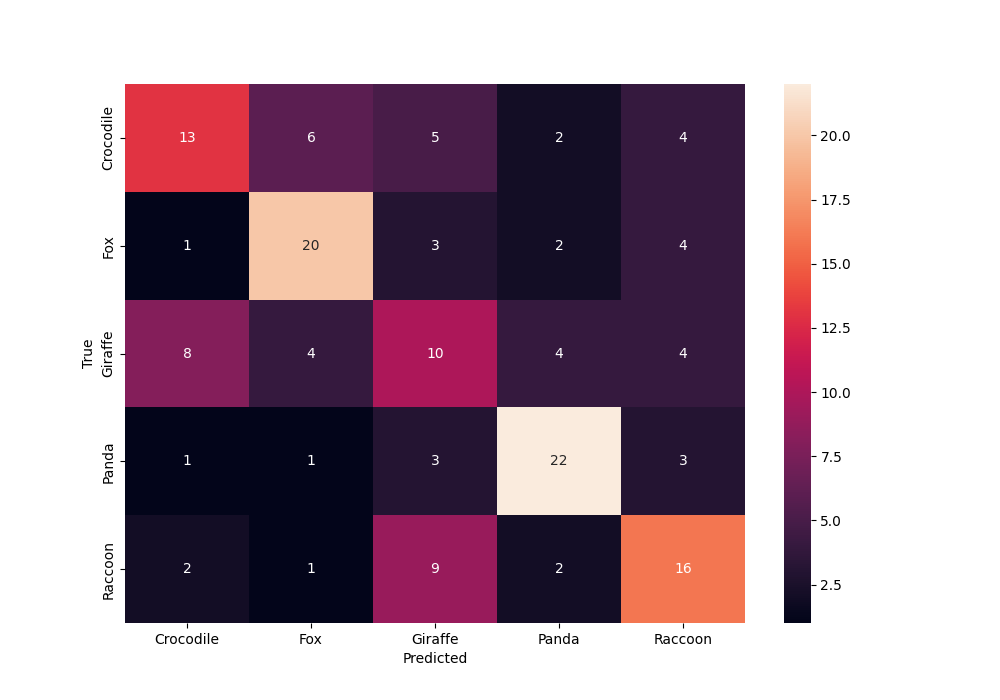 Crocodile 13 6 5 2 4
Fox 1 20 3 2 4
Giraffe 8 4 10 4 4
Panda 1 1 3 22 3
Raccoon 2 1 9 2 16
True
Crocodile Fox Giraffe Panda Raccoon
Predicted
20.0
17.5
15.0
12.5
10.0
7.5
5.0
2.5